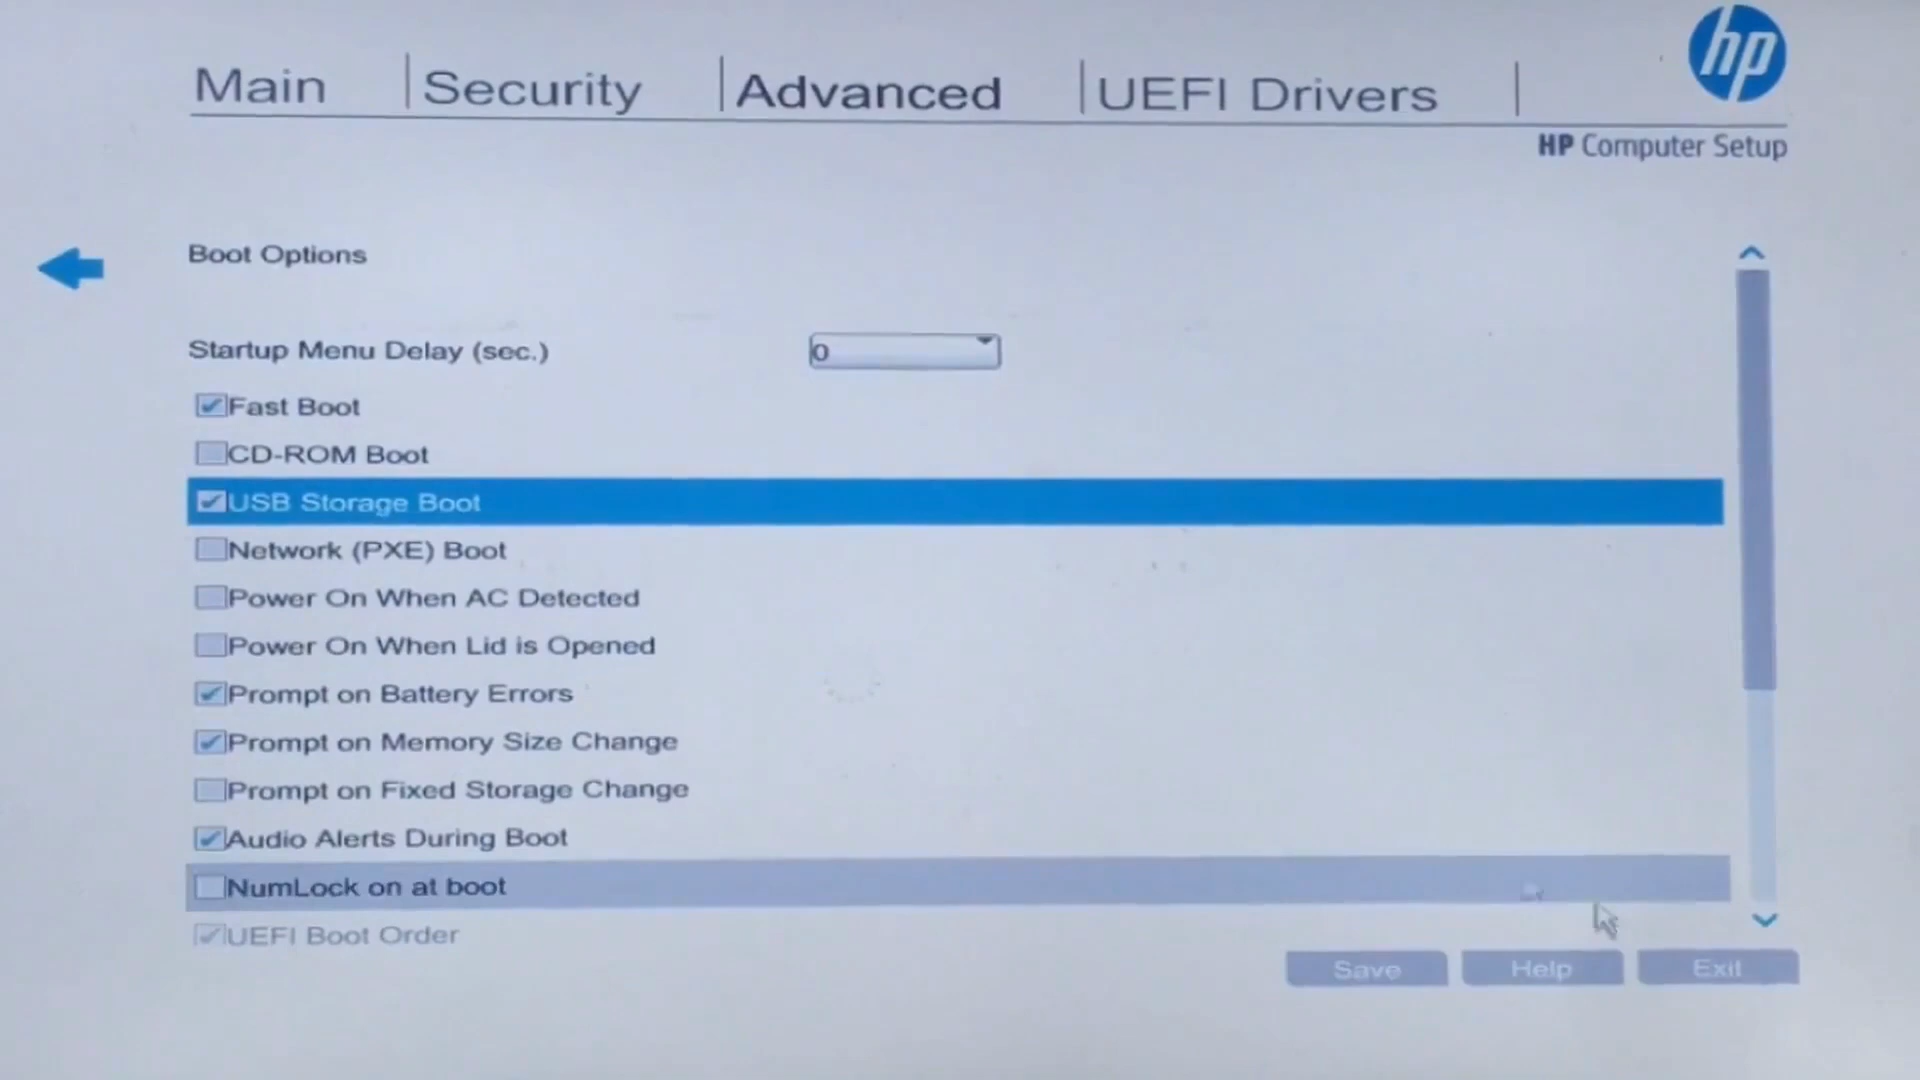 Main
Security
Advanced
UEFI Drivers
hp
HP Computer Setup
Boot Options
Startup Menu Delay (sec.)
0
Fast Boot
CD-ROM Boot
USB Storage Boot
Network (PXE) Boot
Power On When AC Detected
Power On When Lid is Opened
Prompt on Battery Errors
Prompt on Memory Size Change
Prompt on Fixed Storage Change
Audio Alerts During Boot
NumLock on at boot
UEFI Boot Order
Save
Help
Exit